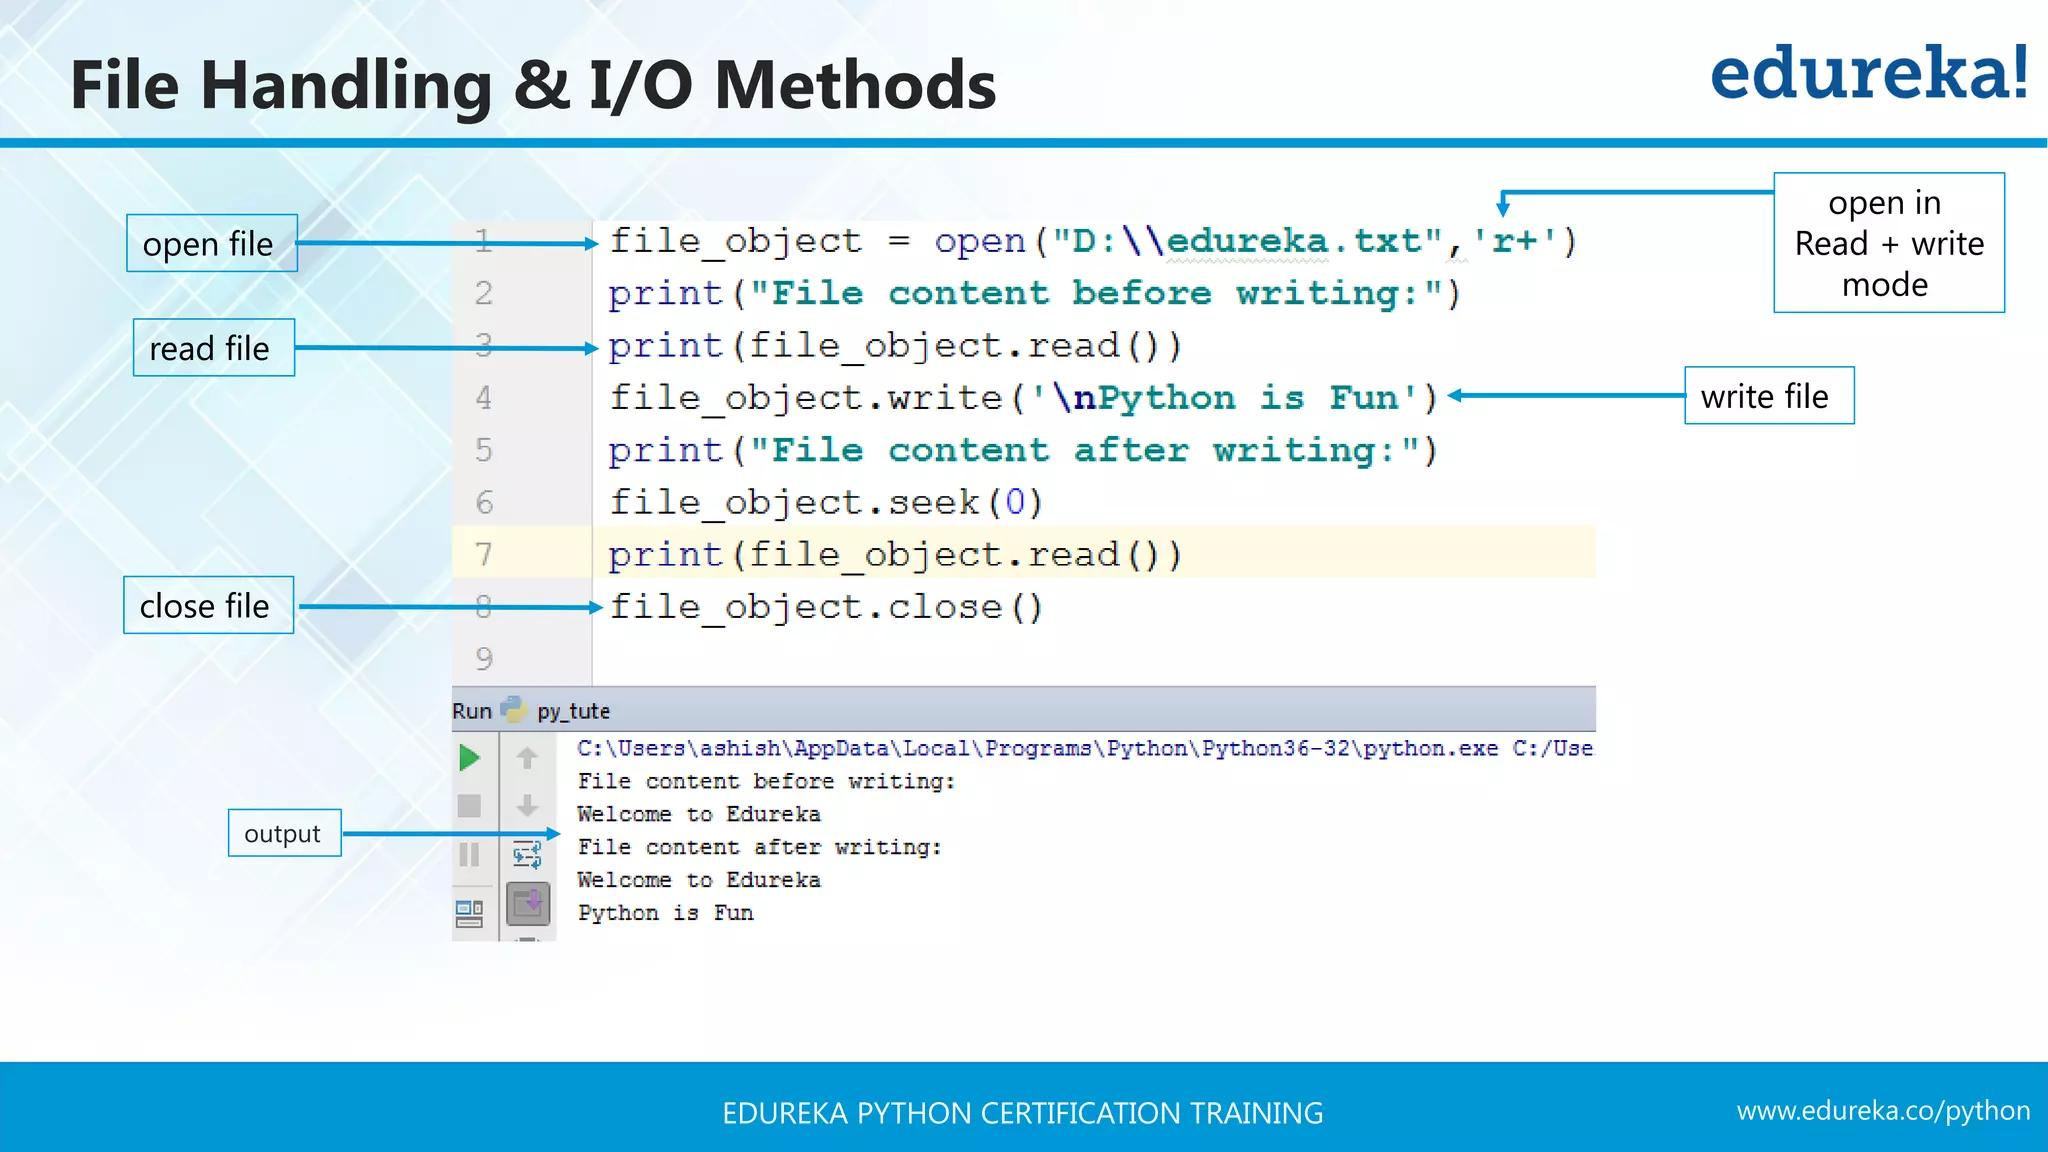 File Handling & I/O Methods
edureka!
open file
read file
close file
output
open in
Read + write
mode
write file
1 file_object = open("D:\\edureka.txt",'r+')
2 print("File content before writing:")
3 print(file_object.read())
4 file_object.write('\nPython is Fun')
5 print("File content after writing:")
6 file_object.seek(0)
7 print(file_object.read())
8 file_object.close()
9
Run py_tute
C:\Users\ashish\AppData\Local\Programs\Python\Python36-32\python.exe C:/Use
File content before writing:
Welcome to Edureka
File content after writing:
Welcome to Edureka
Python is Fun
EDUREKA PYTHON CERTIFICATION TRAINING
www.edureka.co/python